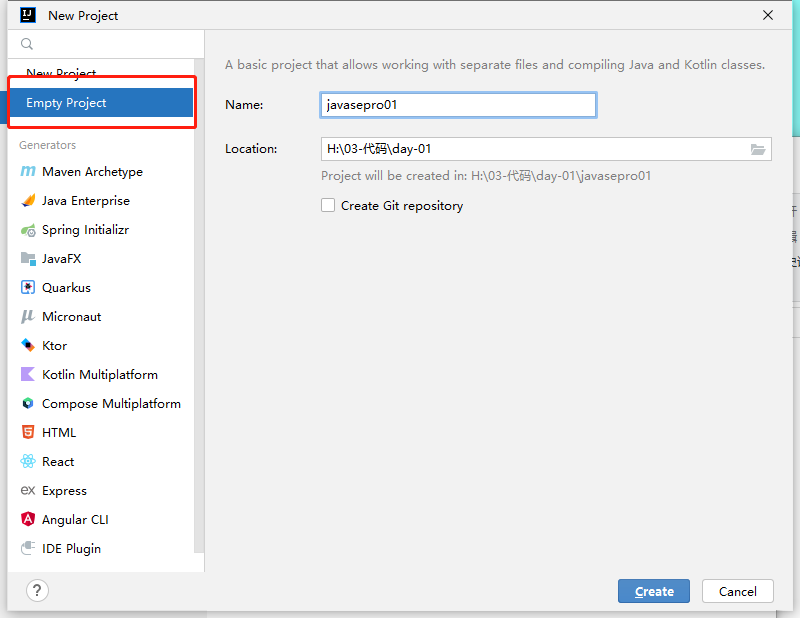 New Project
New Project
Empty Project
Generators
Maven Archetype
Java Enterprise
Spring Initializr
JavaFX
Quarkus
Micronaut
Ktor
Kotlin Multiplatform
Compose Multiplatform
HTML
React
ex Express
Angular CLI
IDE Plugin
A basic project that allows working with separate files and compiling Java and Kotlin classes.
Name: javasepro01
Location: H:\03-代码\day-01
Project will be created in: H:\03-代码\day-01\javasepro01
Create Git repository
?
Create
Cancel